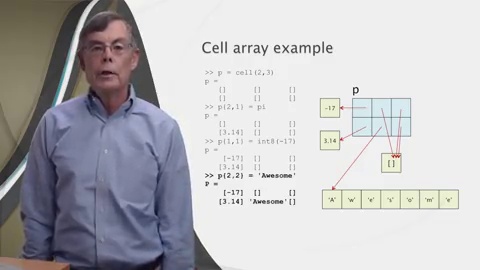 Cell array example
>> p = cell(2,3)
p =
[] [] []
[] [] []
>> p{2,1} = pi
p =
[] [] []
[3.14] [] []
>> p{1,1} = int8(-17)
p =
[-17] [] []
[3.14] [] []
>> p{2,2} = 'Awesome'
p =
[-17] [] []
[3.14] 'Awesome'[]
p
-17
3.14
[]
'A' 'w' 'e' 's' 'o' 'm' 'e'